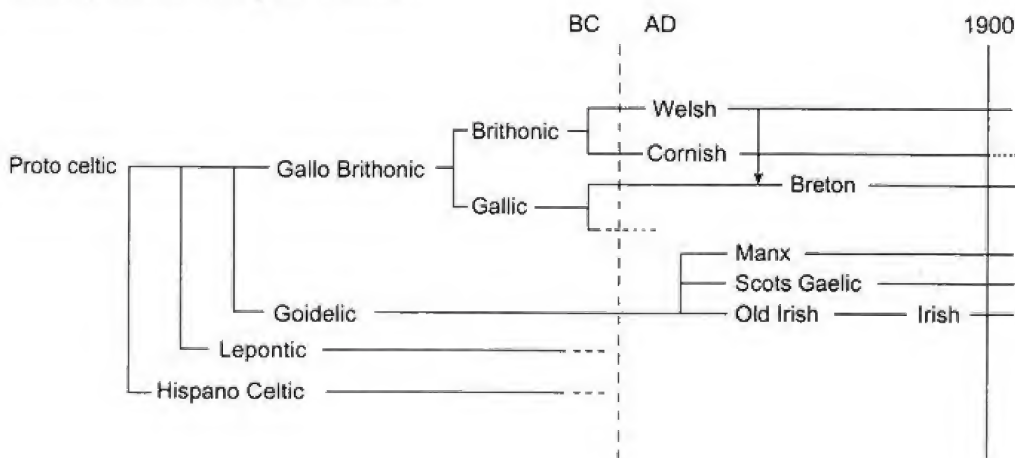 BC AD 1900
Welsh
Brithonic
Cornish
Proto celtic Gallo Brithonic
Breton
Gallic
Manx
Scots Gaelic
Goidelic Old Irish Irish
Lepontic
Hispano Celtic